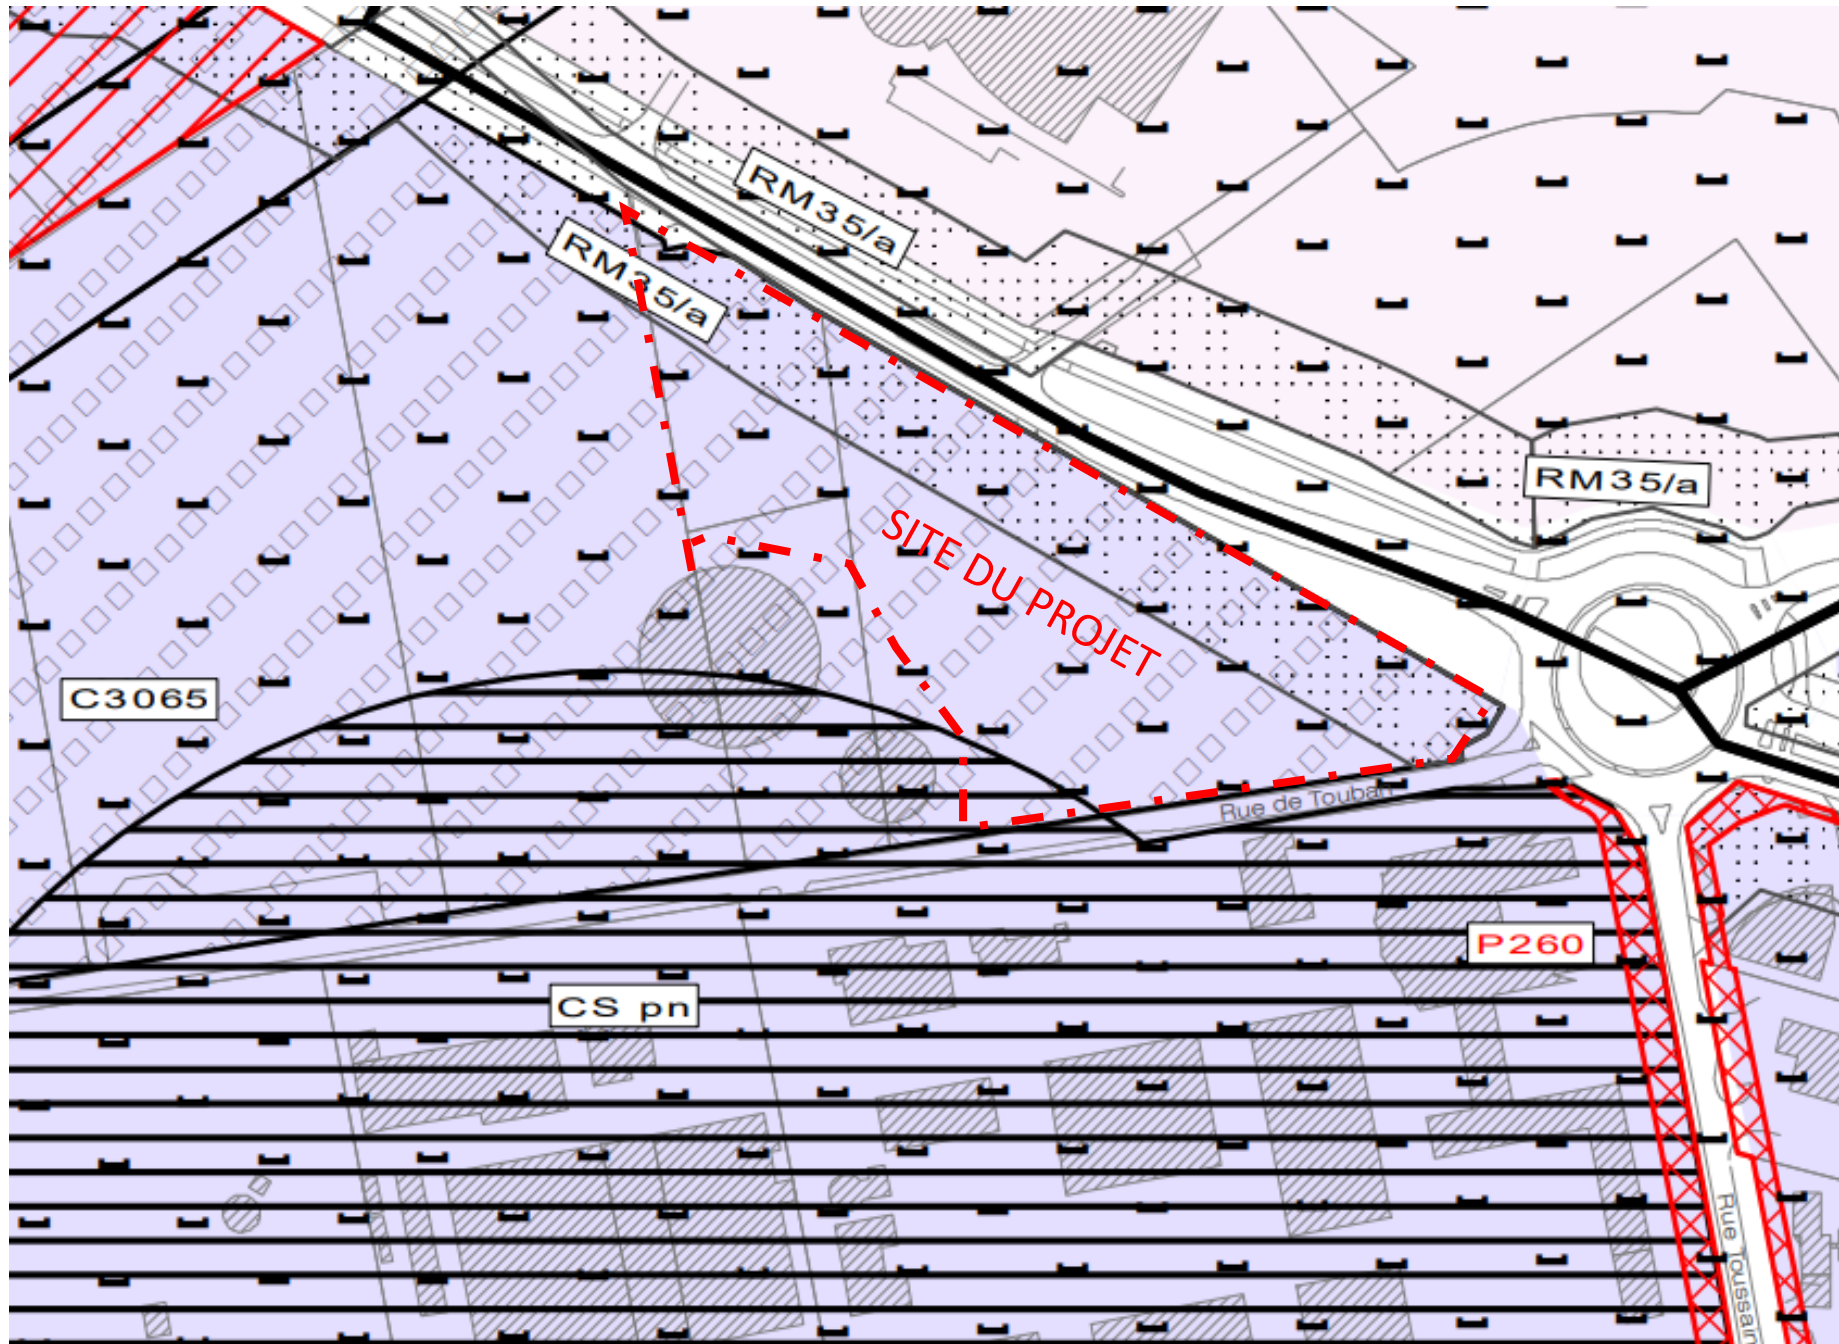 RM35/a
RM35/a
RM35/a
SITE DU PROJET
C3065
Rue de Touban
P260
CS pn
Rue Toussain